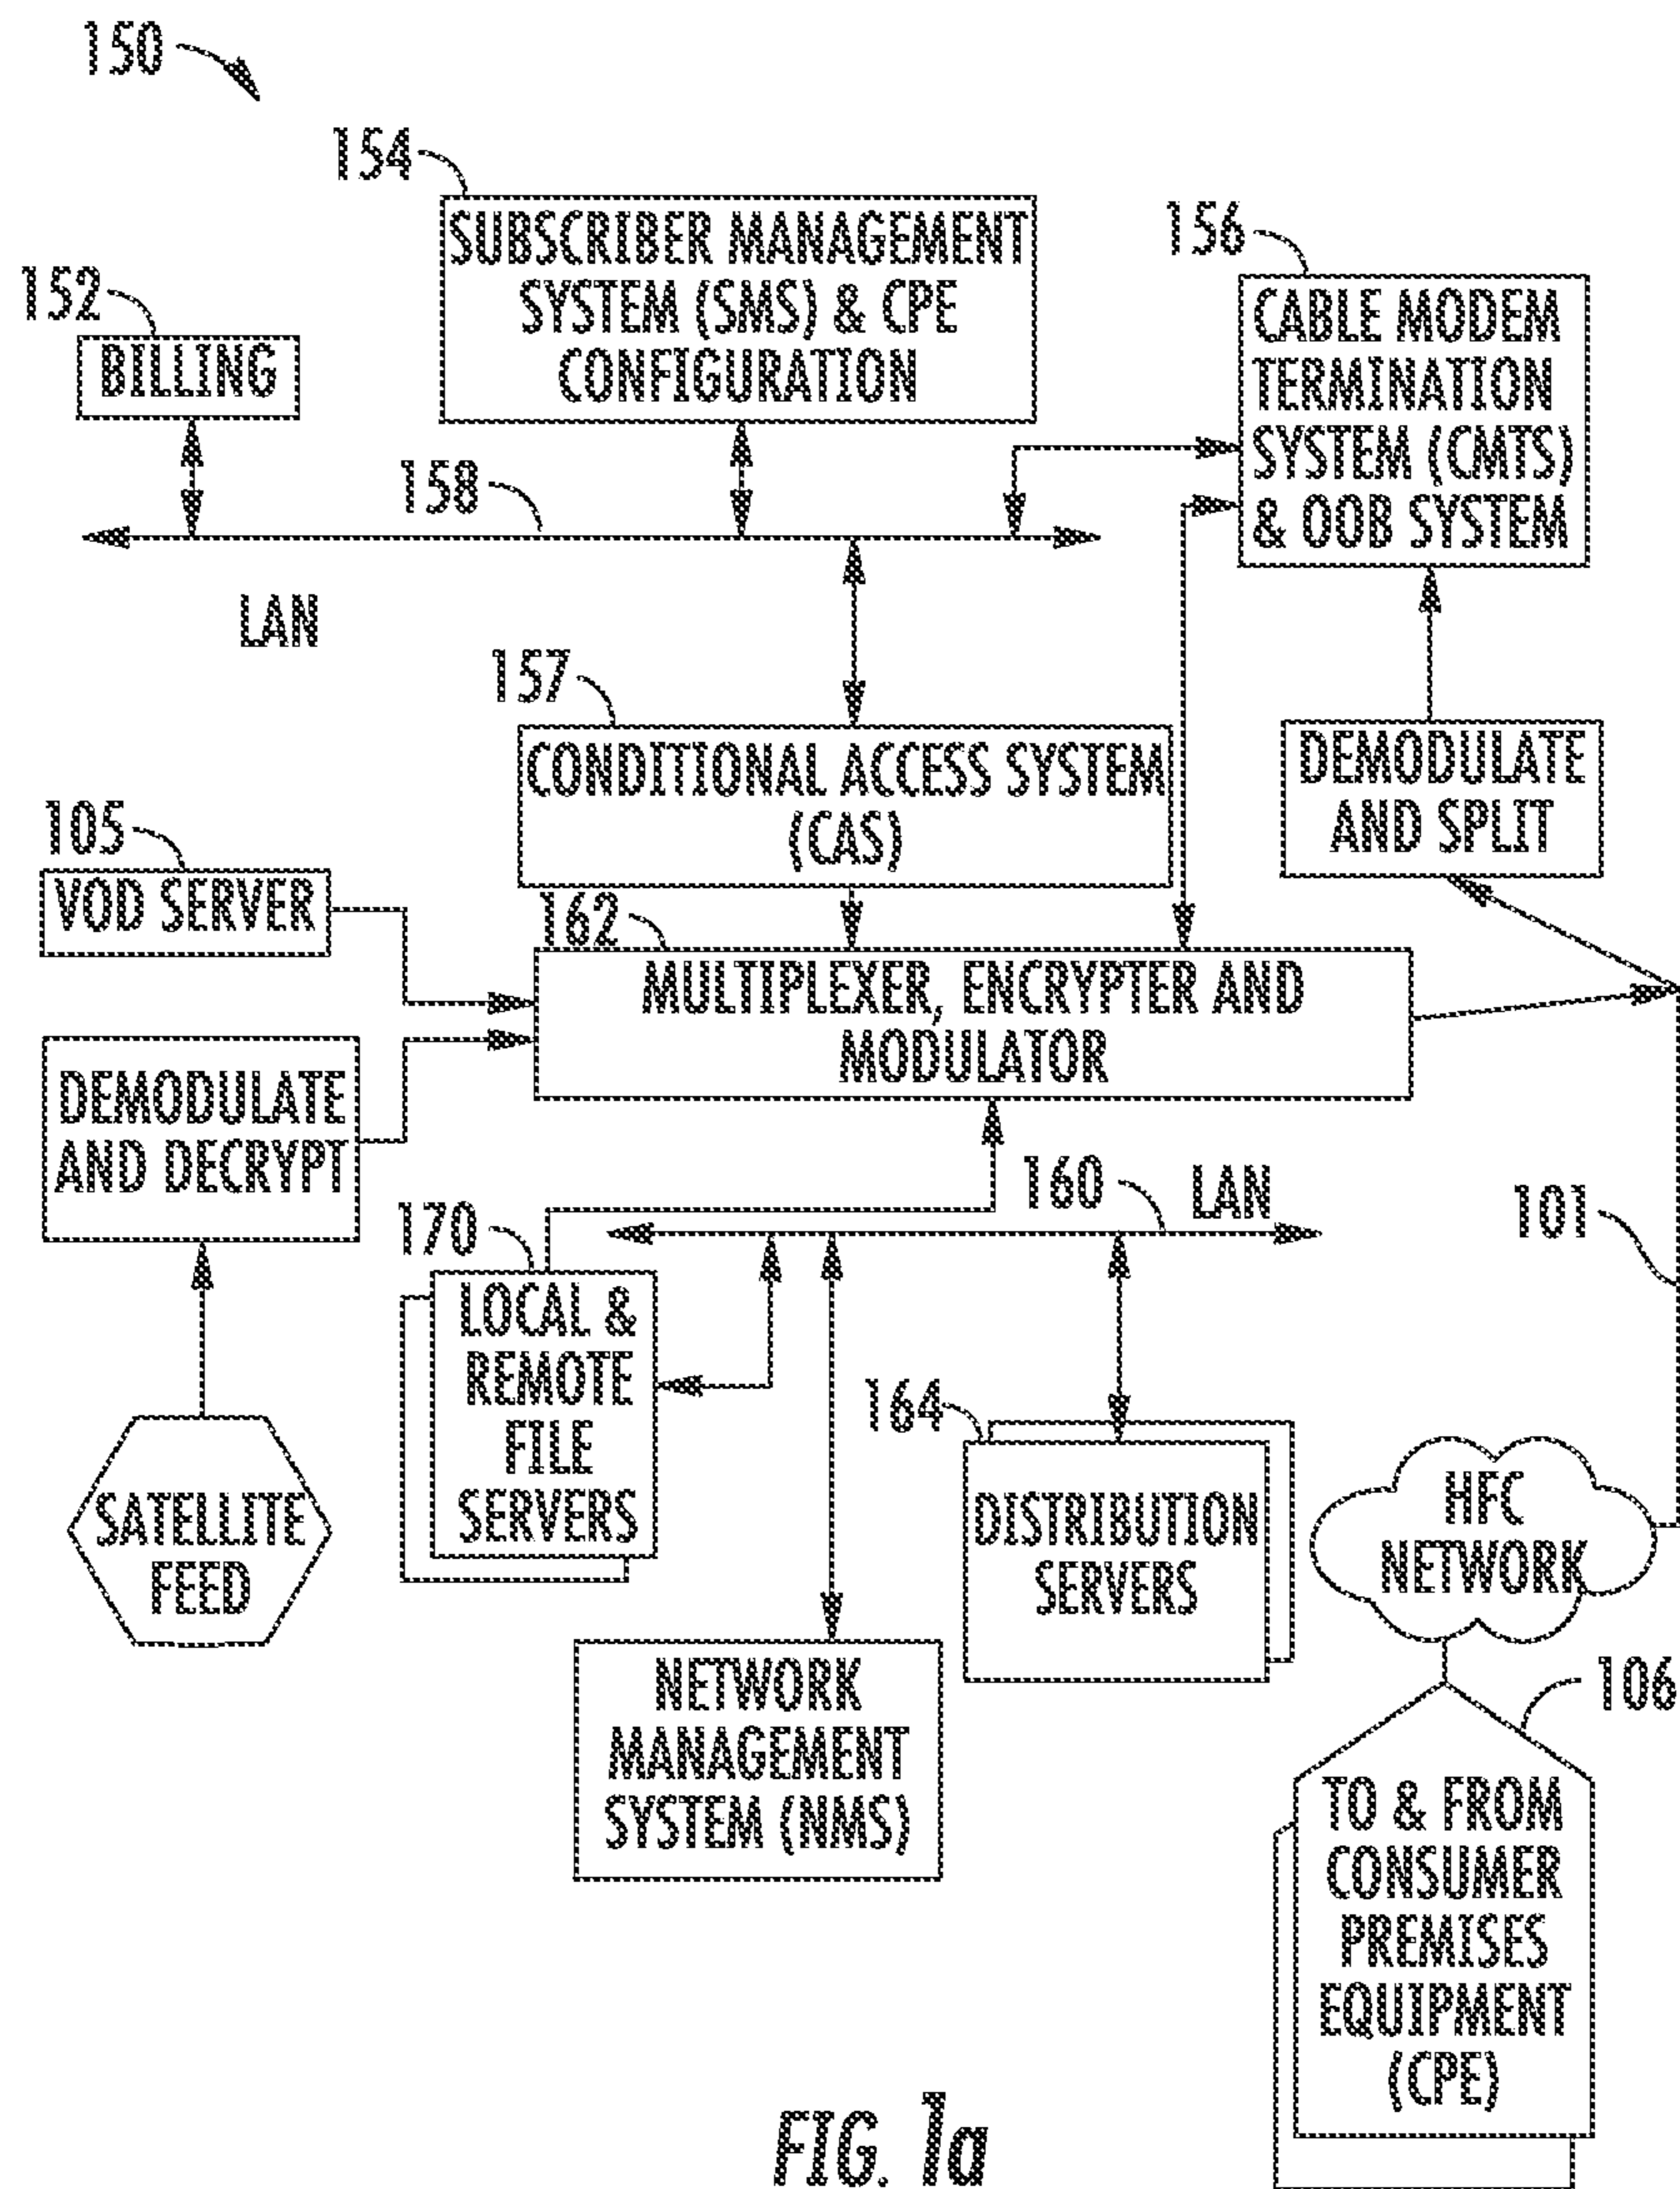 150
154
SUBSCRIBER MANAGEMENT
SYSTEM (SMS) & CPE
CONFIGURATION
156
CABLE MODEM
TERMINATION
SYSTEM (CMTS)
& OOB SYSTEM
152
BILLING
158
LAN
157
CONDITIONAL ACCESS SYSTEM
(CAS)
DEMODULATE
AND SPLIT
105
VOD SERVER
162
MULTIPLEXER, ENCRYPTER AND
MODULATOR
DEMODULATE
AND DECRYPT
160
LAN
101
170
LOCAL &
REMOTE
FILE
SERVERS
164
DISTRIBUTION
SERVERS
HFC
NETWORK
SATELLITE
FEED
NETWORK
MANAGEMENT
SYSTEM (NMS)
106
TO & FROM
CONSUMER
PREMISES
EQUIPMENT
(CPE)
FIG. 1a